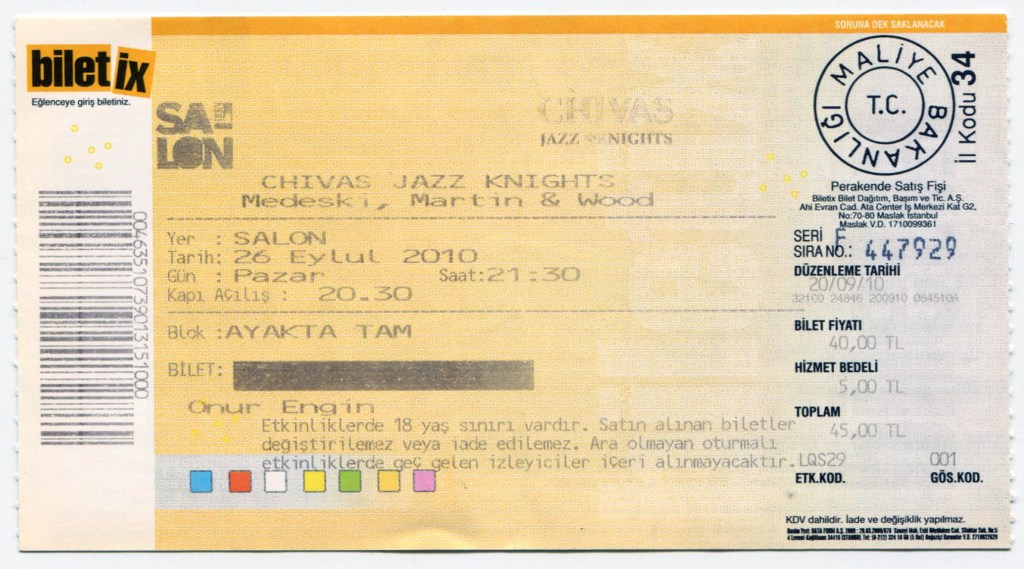 SONUNA DEK SAKLANACAK
biletix
Eğlenceye giriş biletiniz.
SALON
CHIVAS
JAZZ KNIGHTS
MALİYE BAKANLIĞI
T.C.
İl Kodu 34
CHIVAS JAZZ KNIGHTS
Medeski, Martin & Wood
Yer : SALON
Tarih: 26 Eylul 2010
Gün : Pazar Saat:21:30
Kapı Açılış : 20.30
Blok :AYAKTA TAM
BİLET:
Onur Engin
Etkinliklerde 18 yaş sınırı vardır. Satın alınan biletler
değiştirilemez veya iade edilemez. Ara olmayan oturmalı
etkinliklerde geç gelen izleyiciler içeri alınmayacaktır.
00463510739013151000
Perakende Satış Fişi
Biletix Bilet Dağıtım, Basım ve Tic. A.Ş.
Ahi Evran Cad. Ata Center İş Merkezi Kat G2,
No:70-80 Maslak İstanbul
Maslak V.D. 1710099361
SERİ F
SIRA NO.: 447929
DÜZENLEME TARİHİ
20/09/10
32100 24846 200910 084510A
BİLET FİYATI
40,00 TL
HİZMET BEDELİ
5,00 TL
TOPLAM
45,00 TL
LQS29 001
ETK.KOD. GÖS.KOD.
KDV dahildir. İade ve değişiklik yapılmaz.